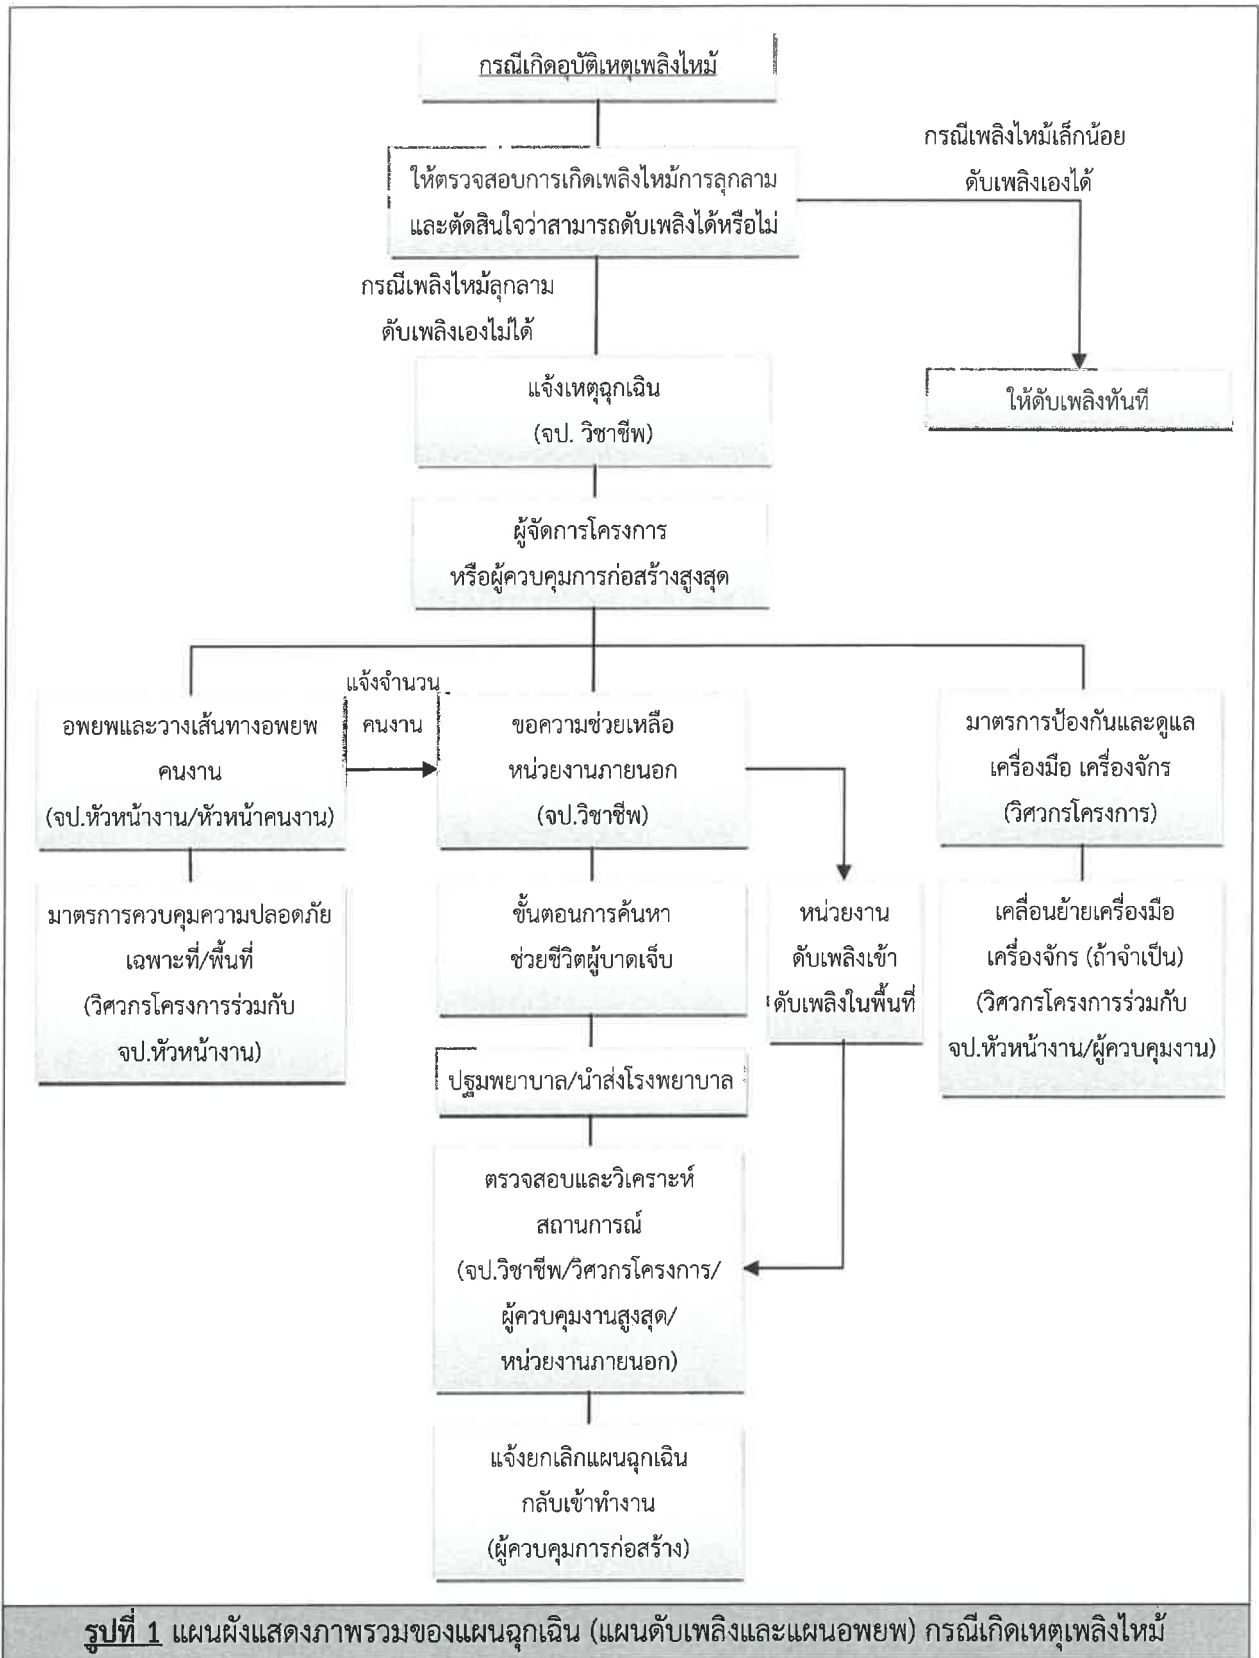 กรณีเกิดอุบัติเหตุเพลิงไหม้
กรณีเพลิงไหม้เล็กน้อย
ดับเพลิงเองได้
ให้ตรวจสอบการเกิดเพลิงไหม้การลุกลาม
และตัดสินใจว่าสามารถดับเพลิงได้หรือไม่
กรณีเพลิงไหม้ลุกลาม
ดับเพลิงเองไม่ได้
ให้ดับเพลิงทันที
แจ้งเหตุฉุกเฉิน
(จป. วิชาชีพ)
ผู้จัดการโครงการ
หรือผู้ควบคุมการก่อสร้างสูงสุด
อพยพและวางเส้นทางอพยพ
คนงาน
(จป.หัวหน้างาน/หัวหน้าคนงาน)
แจ้งจำนวน
คนงาน
ขอความช่วยเหลือ
หน่วยงานภายนอก
(จป.วิชาชีพ)
มาตรการป้องกันและดูแล
เครื่องมือ เครื่องจักร
(วิศวกรโครงการ)
มาตรการควบคุมความปลอดภัย
เฉพาะที่/พื้นที่
(วิศวกรโครงการร่วมกับ
จป.หัวหน้างาน)
ขั้นตอนการค้นหา
ช่วยชีวิตผู้บาดเจ็บ
หน่วยงาน
ดับเพลิงเข้า
ดับเพลิงในพื้นที่
เคลื่อนย้ายเครื่องมือ
เครื่องจักร (ถ้าจำเป็น)
(วิศวกรโครงการร่วมกับ
จป.หัวหน้างาน/ผู้ควบคุมงาน)
ปฐมพยาบาล/นำส่งโรงพยาบาล
ตรวจสอบและวิเคราะห์
สถานการณ์
(จป.วิชาชีพ/วิศวกรโครงการ/
ผู้ควบคุมงานสูงสุด/
หน่วยงานภายนอก)
แจ้งยกเลิกแผนฉุกเฉิน
กลับเข้าทำงาน
(ผู้ควบคุมการก่อสร้าง)
รูปที่ 1 แผนผังแสดงภาพรวมของแผนฉุกเฉิน (แผนดับเพลิงและแผนอพยพ) กรณีเกิดเหตุเพลิงไหม้